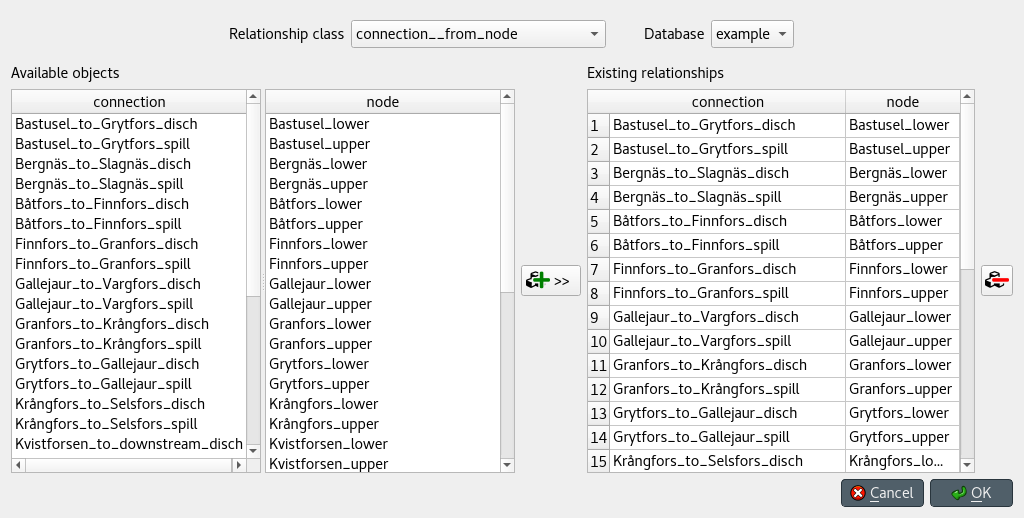 Relationship class connection__from_node Database example
Available objects
Existing relationships
connection
Bastusel_to_Grytfors_disch
Bastusel_to_Grytfors_spill
Bergnäs_to_Slagnäs_disch
Bergnäs_to_Slagnäs_spill
Båtfors_to_Finnfors_disch
Båtfors_to_Finnfors_spill
Finnfors_to_Granfors_disch
Finnfors_to_Granfors_spill
Gallejaur_to_Vargfors_disch
Gallejaur_to_Vargfors_spill
Granfors_to_Krångfors_disch
Granfors_to_Krångfors_spill
Grytfors_to_Gallejaur_disch
Grytfors_to_Gallejaur_spill
Krångfors_to_Selsfors_disch
Krångfors_to_Selsfors_spill
Kvistforsen_to_downstream_disch
node
Bastusel_lower
Bastusel_upper
Bergnäs_lower
Bergnäs_upper
Båtfors_lower
Båtfors_upper
Finnfors_lower
Finnfors_upper
Gallejaur_lower
Gallejaur_upper
Granfors_lower
Granfors_upper
Grytfors_lower
Grytfors_upper
Krångfors_lower
Krångfors_upper
Kvistforsen_lower
Kvistforsen_upper
>>
connection node
1 Bastusel_to_Grytfors_disch Bastusel_lower
2 Bastusel_to_Grytfors_spill Bastusel_upper
3 Bergnäs_to_Slagnäs_disch Bergnäs_lower
4 Bergnäs_to_Slagnäs_spill Bergnäs_upper
5 Båtfors_to_Finnfors_disch Båtfors_lower
6 Båtfors_to_Finnfors_spill Båtfors_upper
7 Finnfors_to_Granfors_disch Finnfors_lower
8 Finnfors_to_Granfors_spill Finnfors_upper
9 Gallejaur_to_Vargfors_disch Gallejaur_lower
10 Gallejaur_to_Vargfors_spill Gallejaur_upper
11 Granfors_to_Krångfors_disch Granfors_lower
12 Granfors_to_Krångfors_spill Granfors_upper
13 Grytfors_to_Gallejaur_disch Grytfors_lower
14 Grytfors_to_Gallejaur_spill Grytfors_upper
15 Krångfors_to_Selsfors_disch Krångfors_lo...
Cancel OK